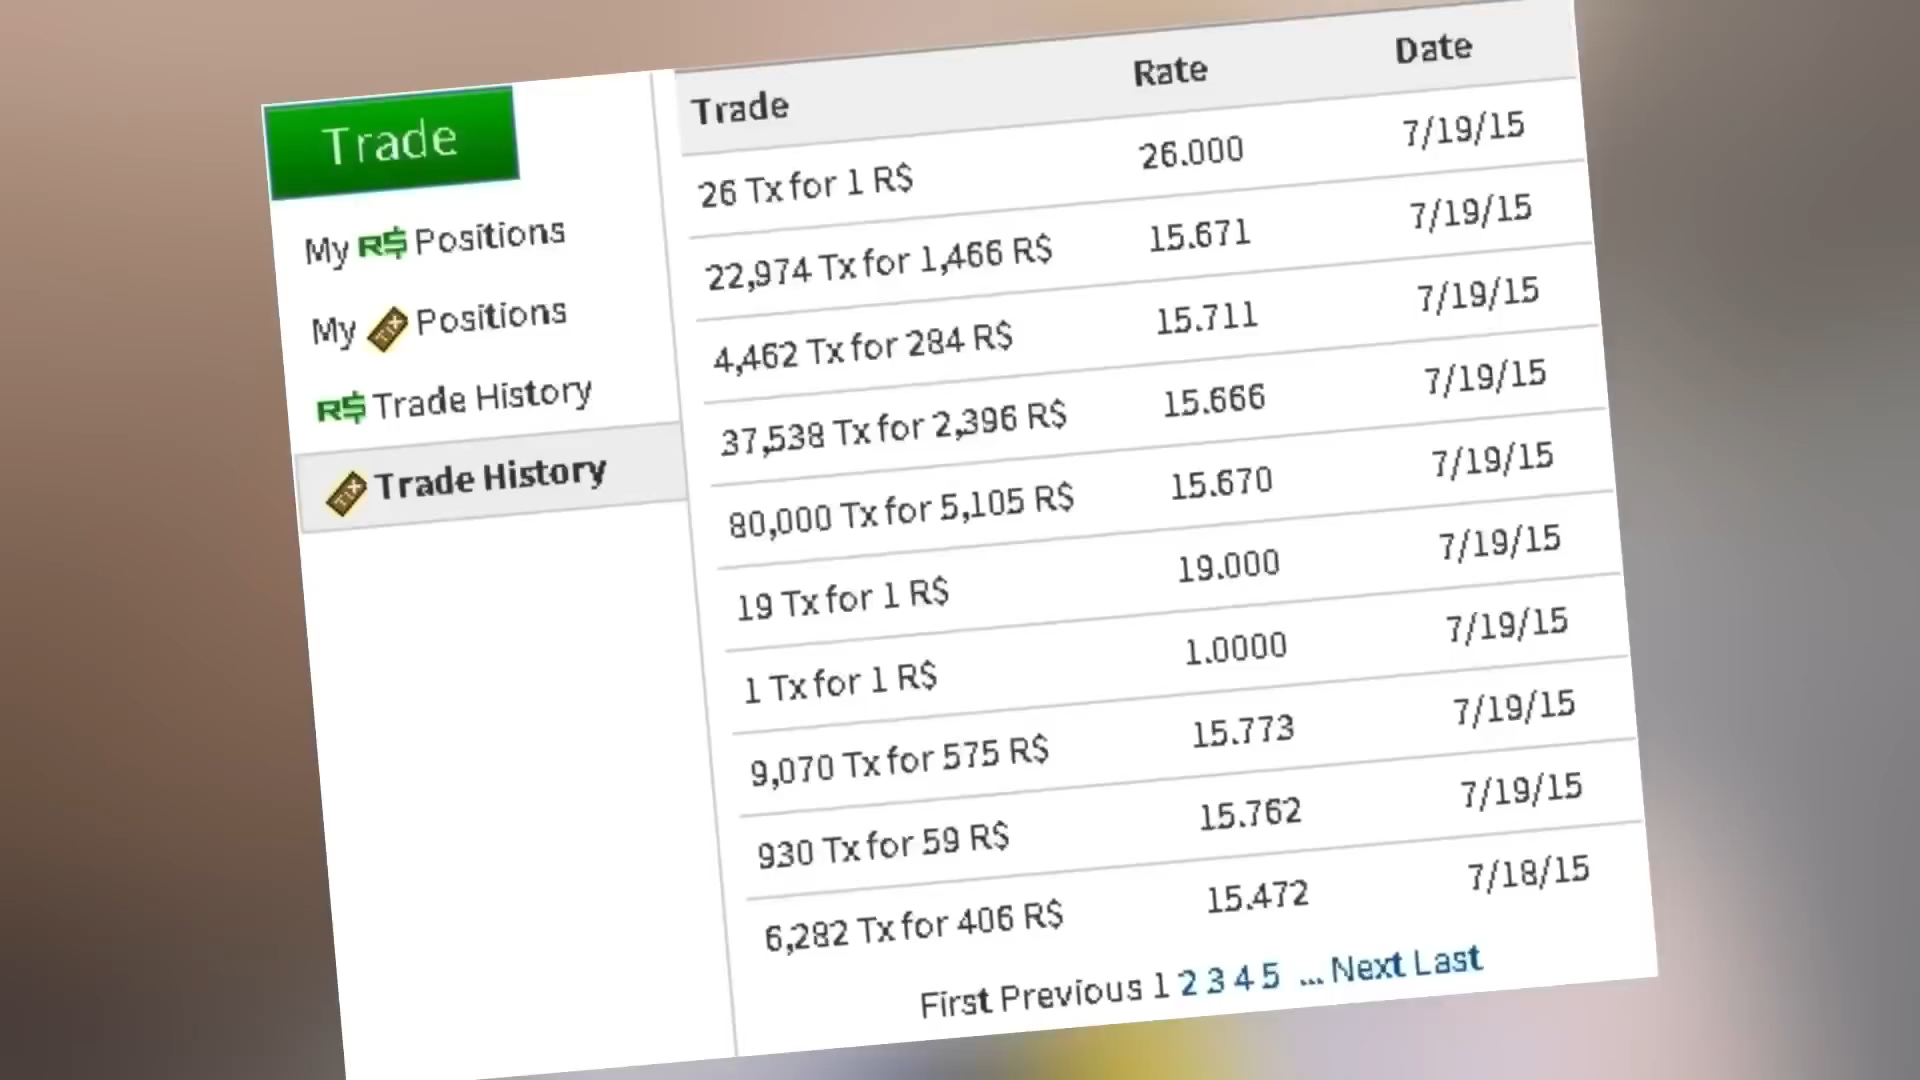 Trade
My R$ Positions
My TIX Positions
R$ Trade History
TIX Trade History
Trade Rate Date
26 Tx for 1 R$ 26.000 7/19/15
22,974 Tx for 1,466 R$ 15.671 7/19/15
4,462 Tx for 284 R$ 15.711 7/19/15
37,538 Tx for 2,396 R$ 15.666 7/19/15
80,000 Tx for 5,105 R$ 15.670 7/19/15
19 Tx for 1 R$ 19.000 7/19/15
1 Tx for 1 R$ 1.0000 7/19/15
9,070 Tx for 575 R$ 15.773 7/19/15
930 Tx for 59 R$ 15.762 7/19/15
6,282 Tx for 406 R$ 15.472 7/18/15
First Previous 1 2 3 4 5 ... Next Last